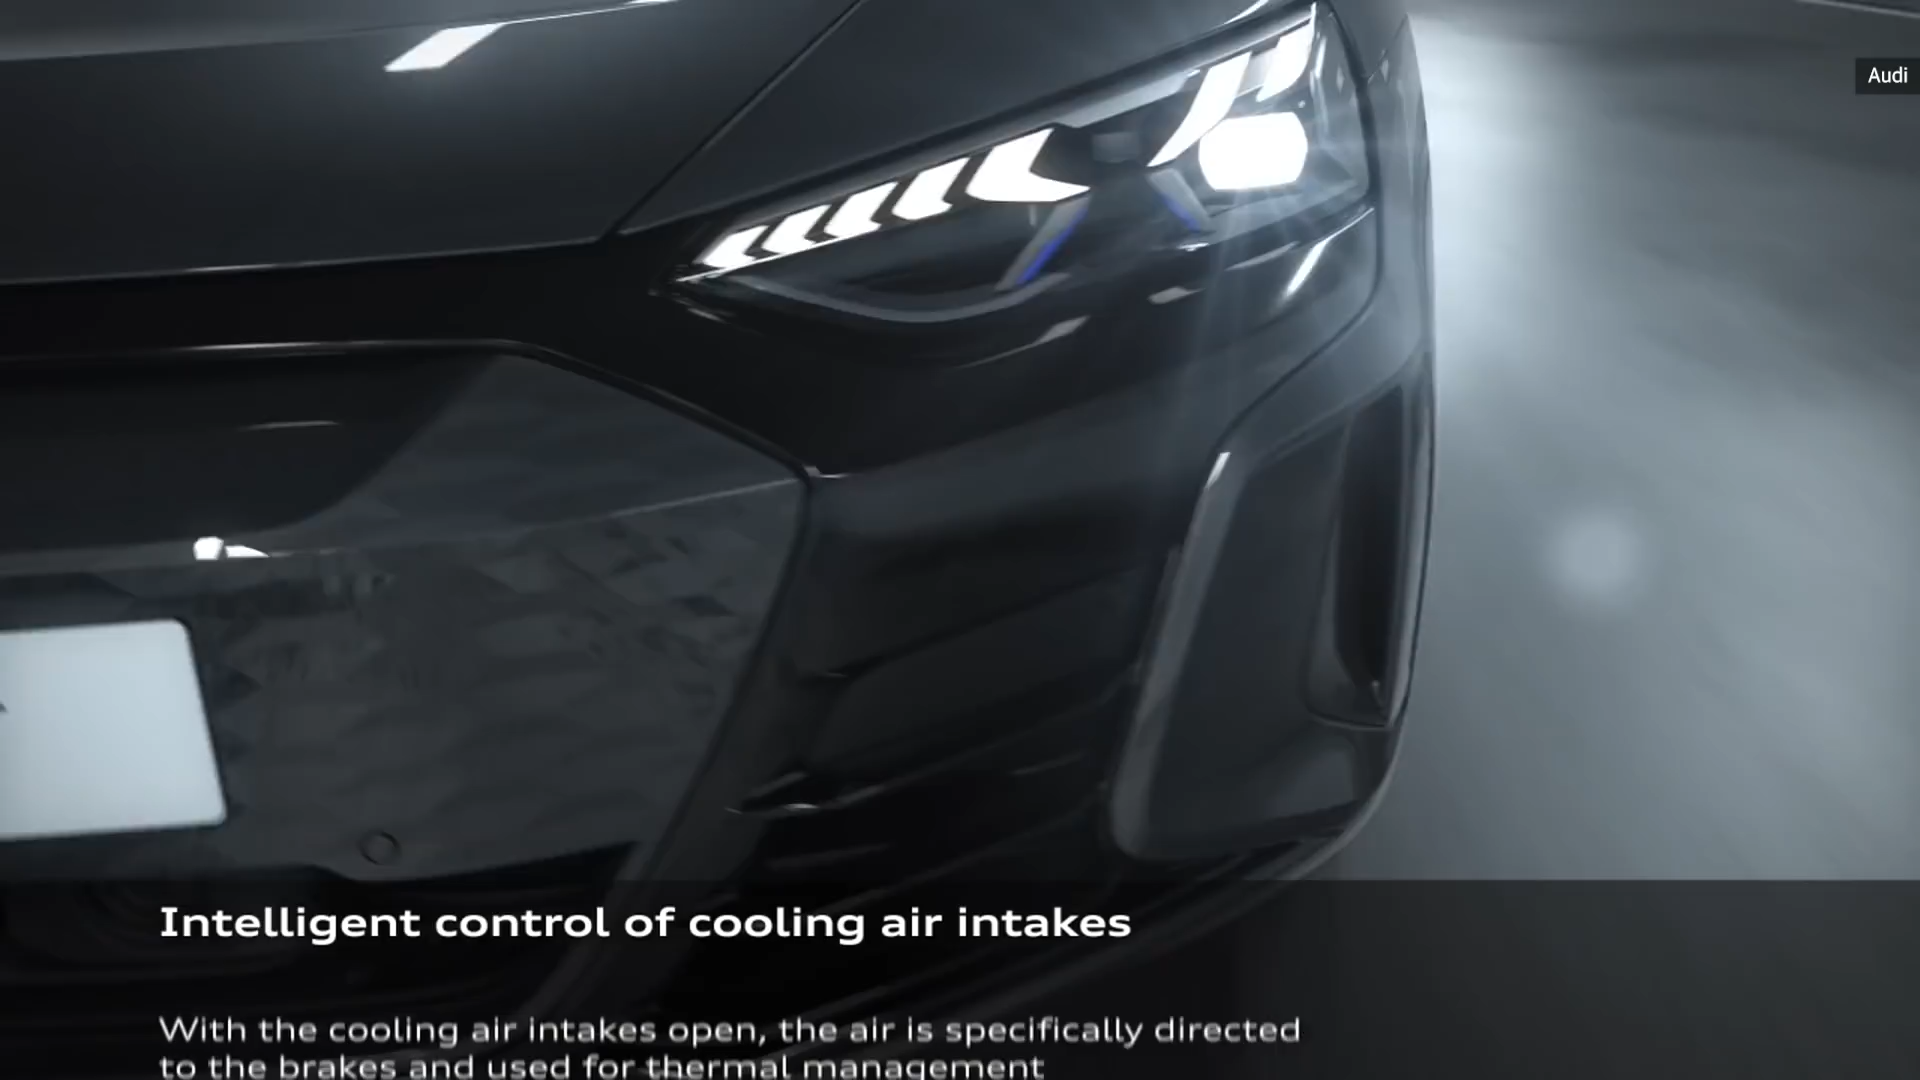 Audi
Intelligent control of cooling air intakes
With the cooling air intakes open, the air is specifically directed
to the brakes and used for thermal management